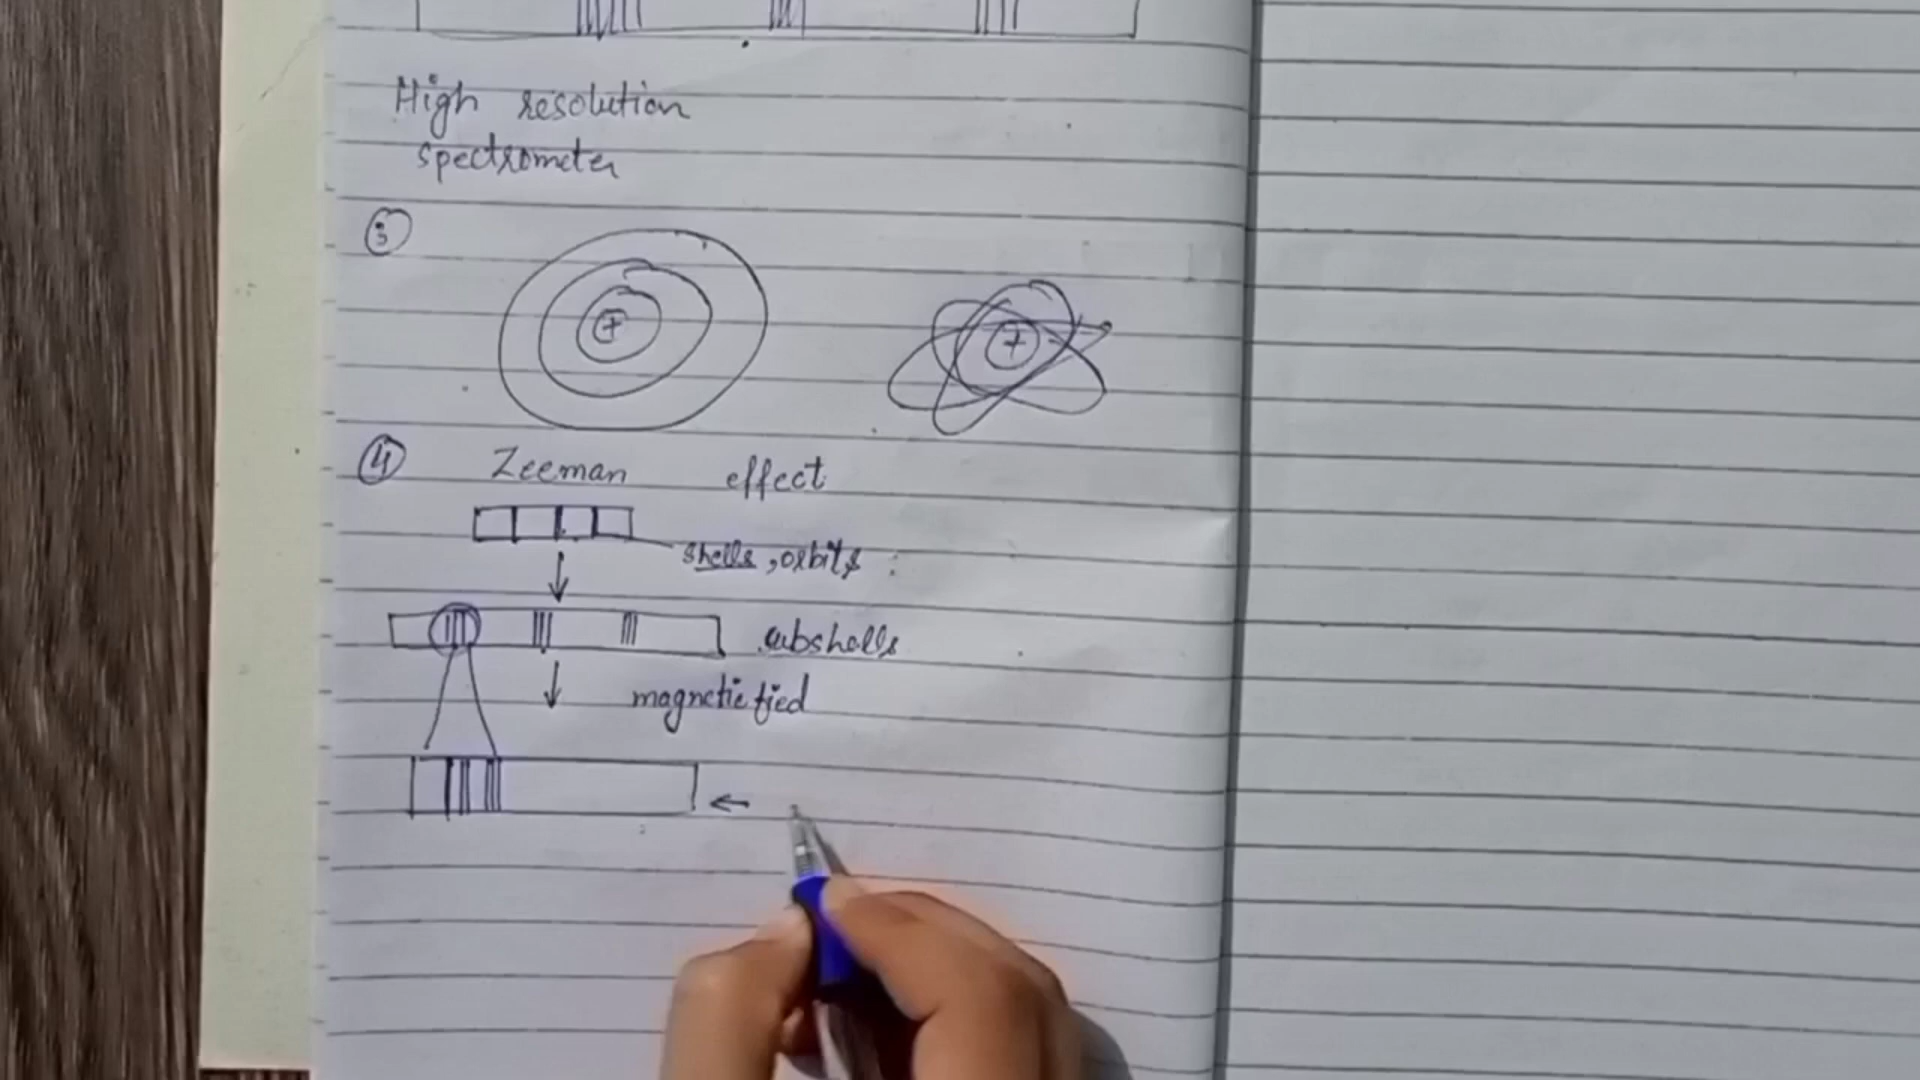 High resolution
spectrometer
3
+ +
4 Zeeman effect
shells, orbits :
subshells
magnetic fied